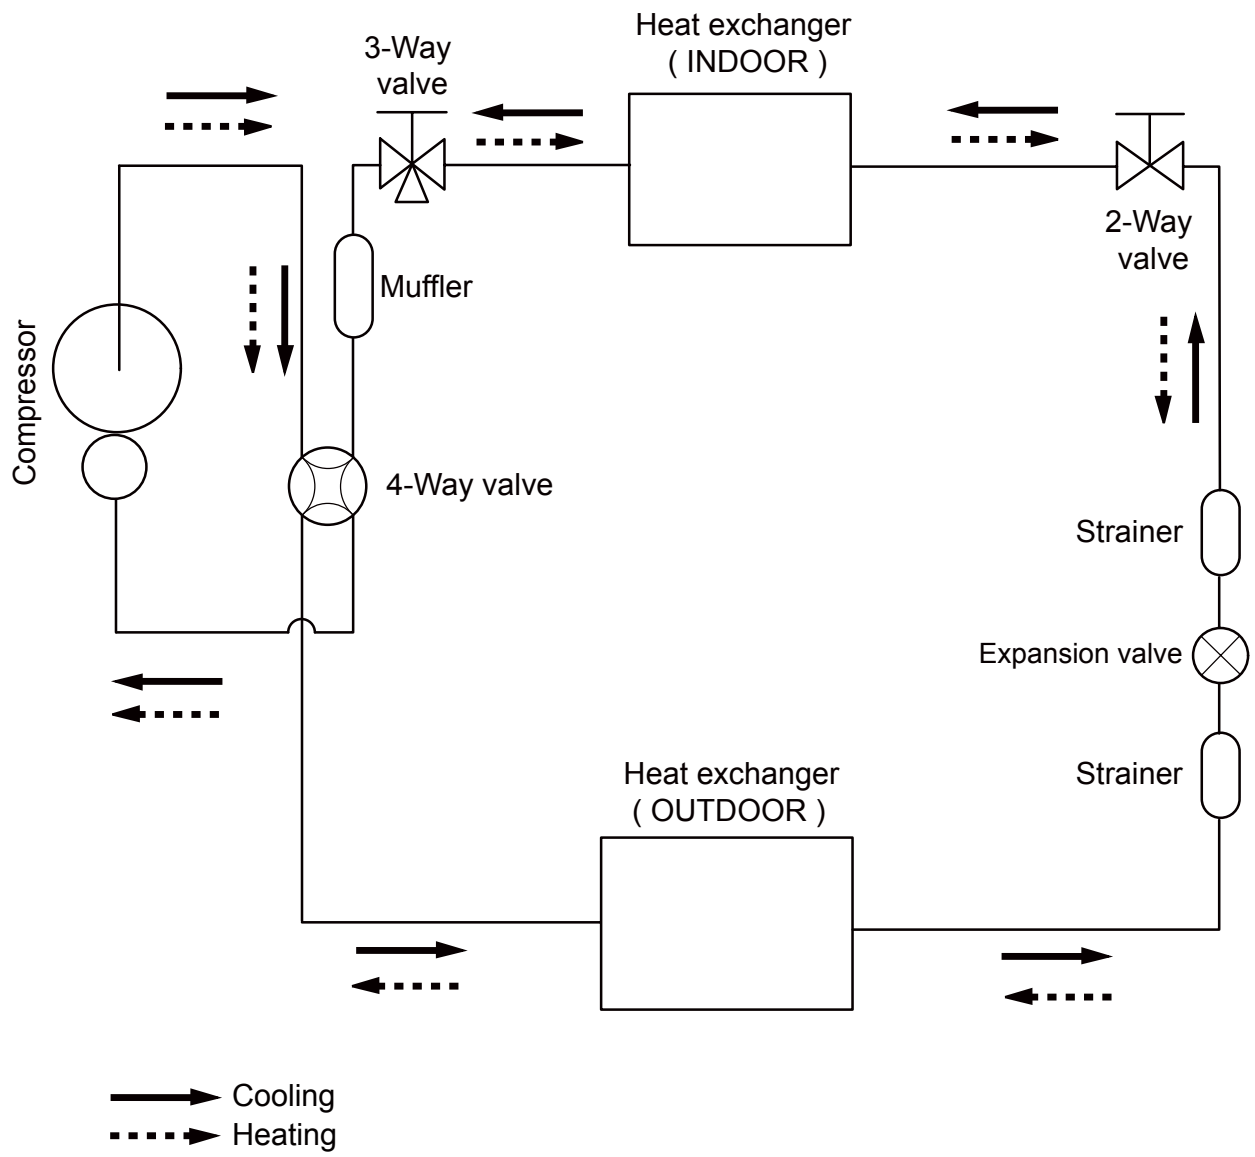 Heat exchanger
( INDOOR )
3-Way
valve
2-Way
valve
Muffler
Compressor
4-Way valve
Strainer
Expansion valve
Strainer
Heat exchanger
( OUTDOOR )
Cooling
Heating